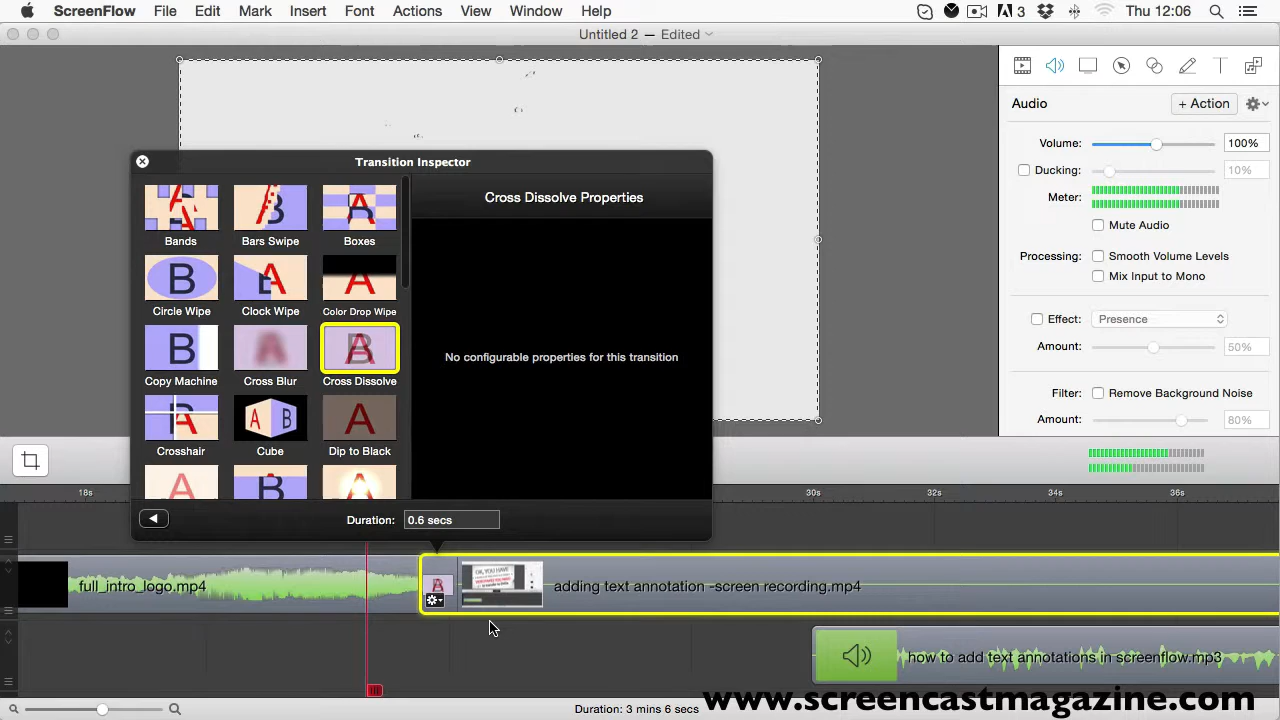 ScreenFlow File Edit Mark Insert Font Actions View Window Help 3 Thu 12:06
Untitled 2 — Edited
Audio + Action
Volume: 100%
Ducking: 10%
Meter:
Mute Audio
Processing: Smooth Volume Levels
Mix Input to Mono
Effect: Presence
Amount: 50%
Filter: Remove Background Noise
Amount: 80%
Transition Inspector
Cross Dissolve Properties
No configurable properties for this transition
Bands Bars Swipe Boxes
Circle Wipe Clock Wipe Color Drop Wipe
Copy Machine Cross Blur Cross Dissolve
Crosshair Cube Dip to Black
Duration: 0.6 secs
18s 30s 32s 34s 36s
full_intro_logo.mp4 adding text annotation -screen recording.mp4
how to add text annotations in screenflow.mp3
Duration: 3 mins 6 secs
www.screencastmagazine.com